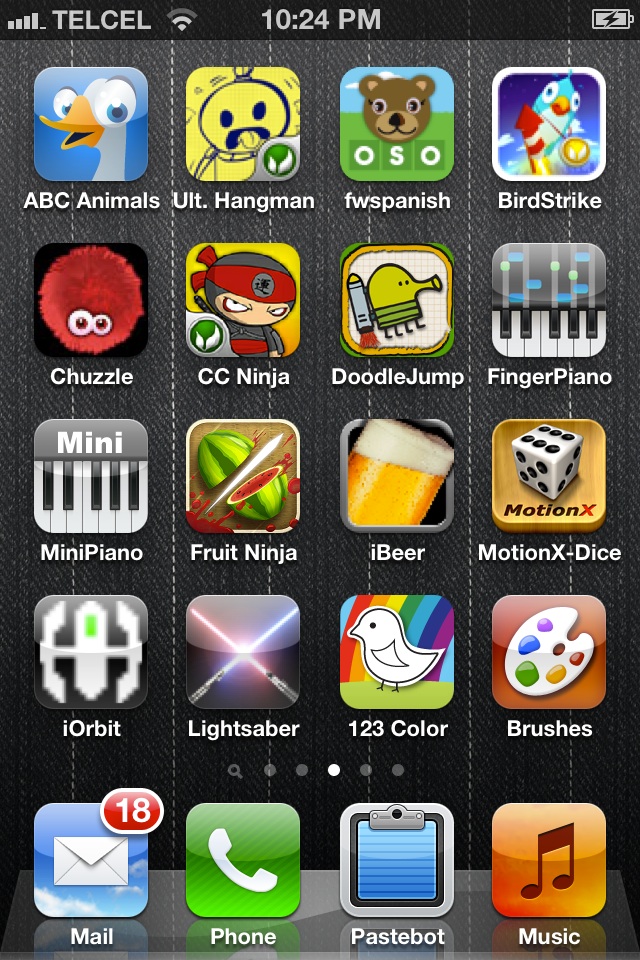 TELCEL 10:24 PM
ABC Animals Ult. Hangman fwspanish BirdStrike
OSO
Chuzzle CC Ninja DoodleJump FingerPiano
Mini
MotionX
MiniPiano Fruit Ninja iBeer MotionX-Dice
iOrbit Lightsaber 123 Color Brushes
18
Mail Phone Pastebot Music